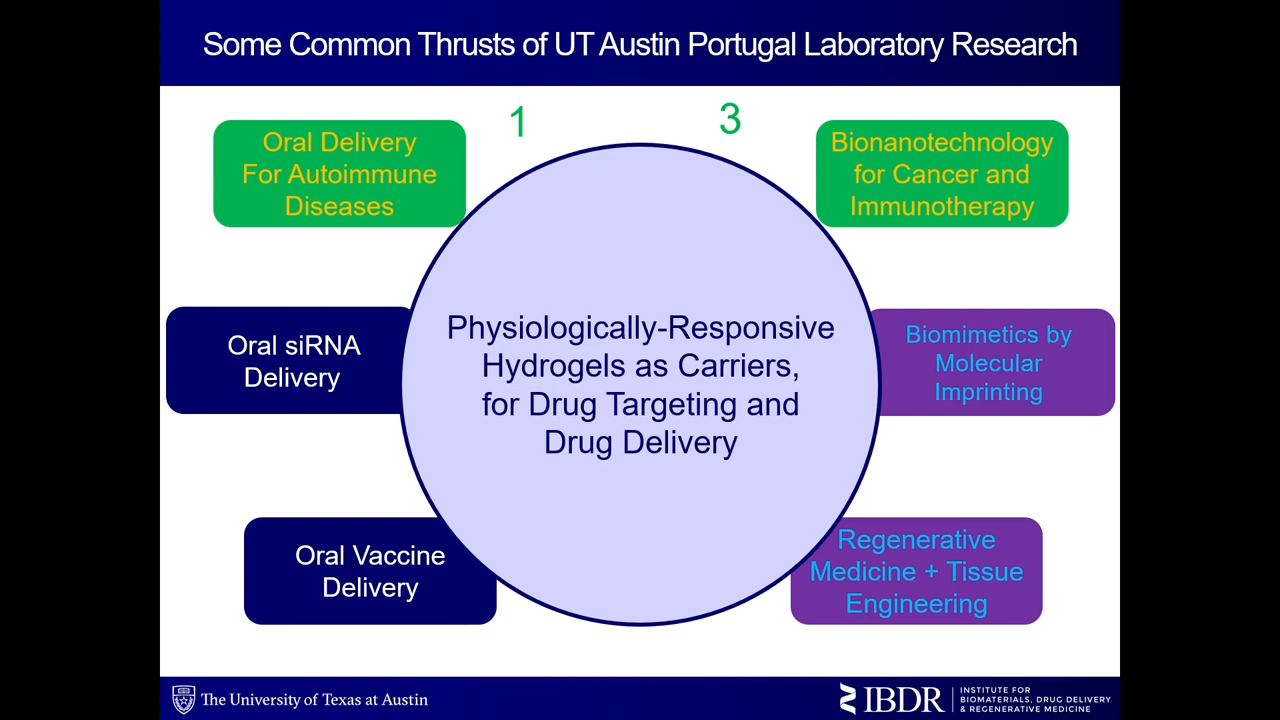 Some Common Thrusts of UT Austin Portugal Laboratory Research
1
3
Oral Delivery
For Autoimmune
Diseases
Bionanotechnology
for Cancer and
Immunotherapy
Oral siRNA
Delivery
Physiologically-Responsive
Hydrogels as Carriers,
for Drug Targeting and
Drug Delivery
Biomimetics by
Molecular
Imprinting
Oral Vaccine
Delivery
Regenerative
Medicine + Tissue
Engineering
The University of Texas at Austin
IBDR
INSTITUTE FOR
BIOMATERIALS, DRUG DELIVERY
& REGENERATIVE MEDICINE